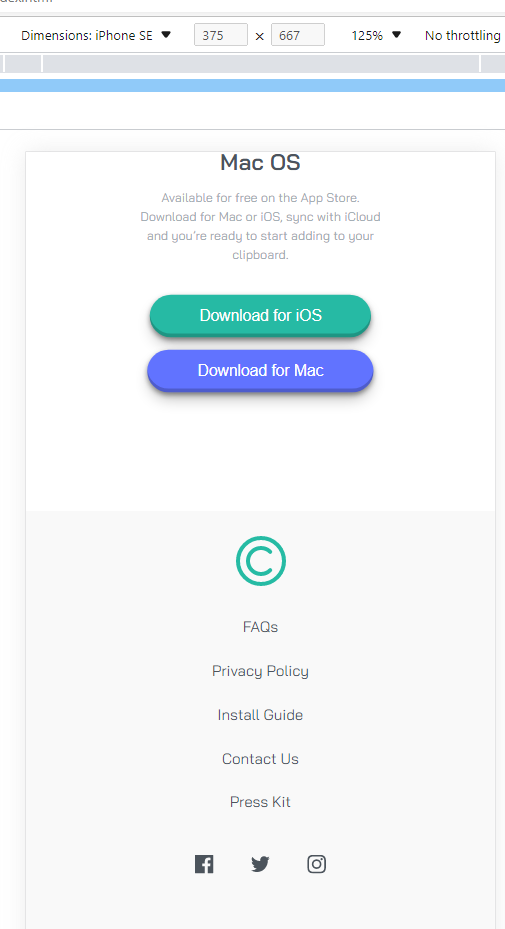 Dimensions: iPhone SE 375 × 667 125% No throttling
Mac OS
Available for free on the App Store.
Download for Mac or iOS, sync with iCloud
and you're ready to start adding to your
clipboard.
Download for iOS
Download for Mac
FAQs
Privacy Policy
Install Guide
Contact Us
Press Kit